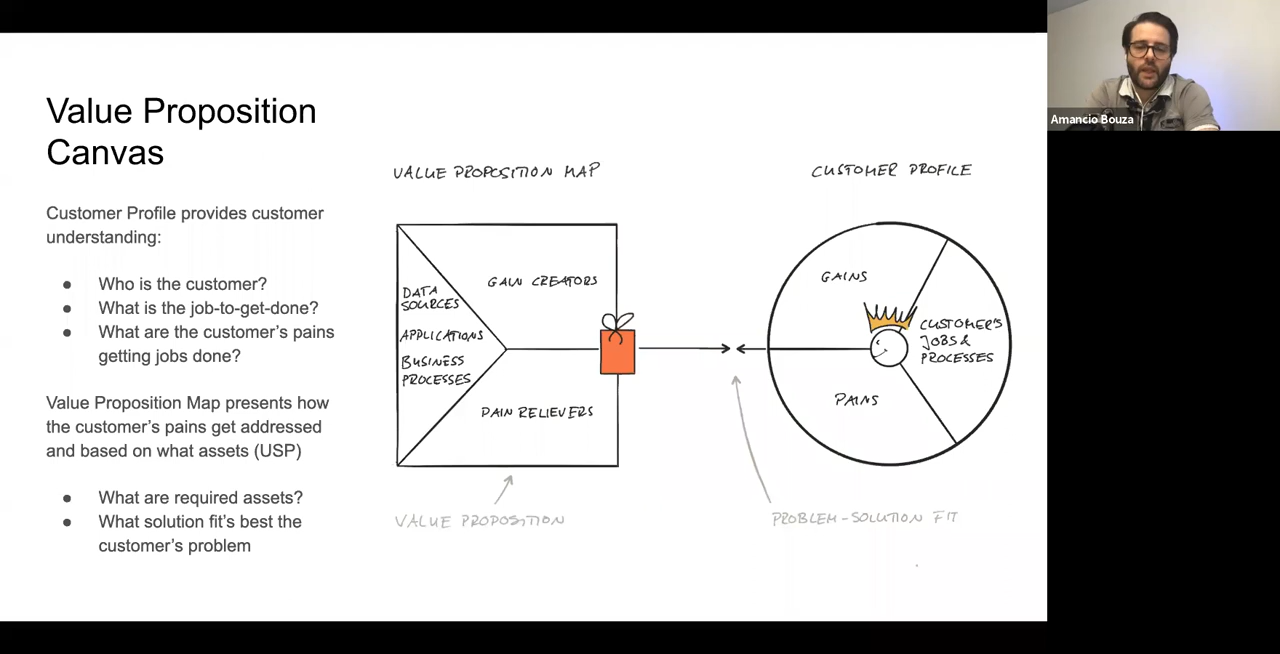 Value Proposition
Canvas
Customer Profile provides customer
understanding:
● Who is the customer?
● What is the job-to-get-done?
● What are the customer's pains
getting jobs done?
Value Proposition Map presents how
the customer's pains get addressed
and based on what assets (USP)
● What are required assets?
● What solution fit's best the
customer's problem
VALUE PROPOSITION MAP
DATA
SOURCES
APPLICATIONS
BUSINESS
PROCESSES
GAIN CREATORS
PAIN RELIEVERS
VALUE PROPOSITION
CUSTOMER PROFILE
GAINS
CUSTOMER'S
JOBS &
PROCESSES
PAINS
PROBLEM-SOLUTION FIT
Amancio Bouza